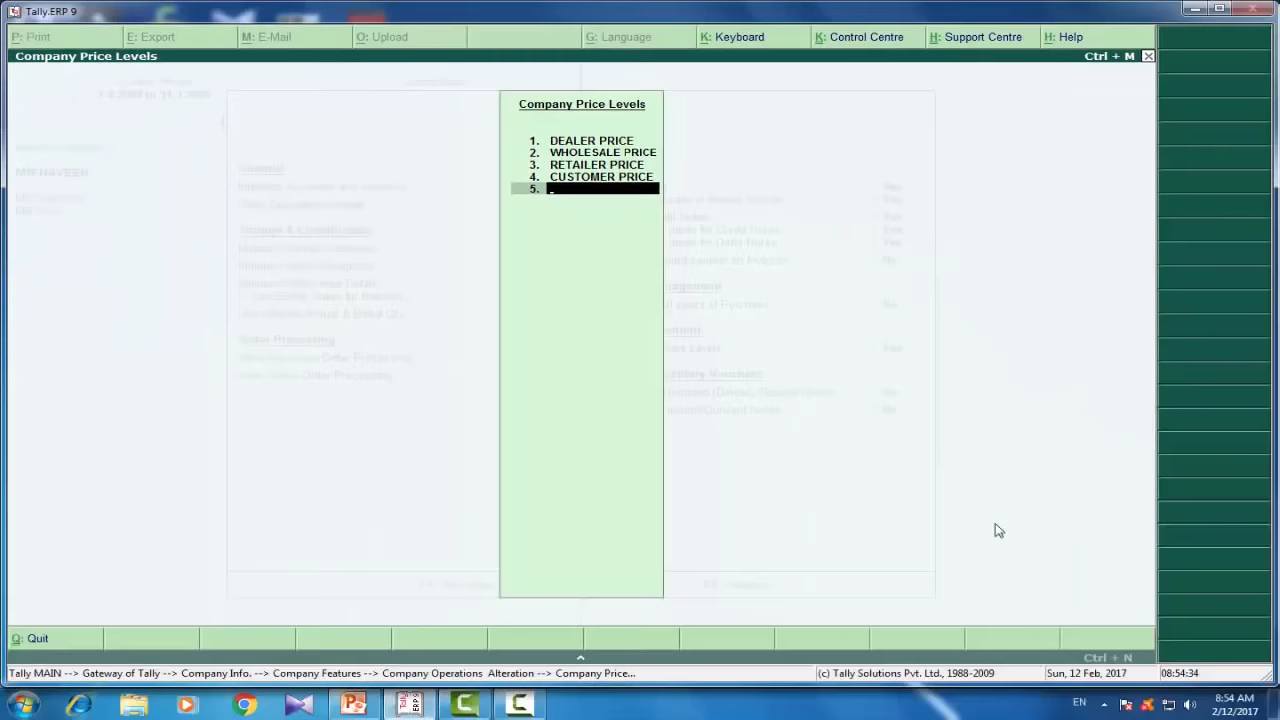 Tally.ERP 9
P: Print E: Export M: E-Mail O: Upload G: Language K: Keyboard K: Control Centre H: Support Centre H: Help
Company Price Levels Ctrl + M
Company Price Levels
1. DEALER PRICE
2. WHOLESALE PRICE
3. RETAILER PRICE
4. CUSTOMER PRICE
5.
Order Processing
Q: Quit
Ctrl + N
Tally MAIN --> Gateway of Tally --> Company Info. --> Company Features --> Company Operations Alteration --> Company Price... (c) Tally Solutions Pvt. Ltd., 1988-2009 Sun, 12 Feb, 2017 08:54:34
EN 8:54 AM
2/12/2017